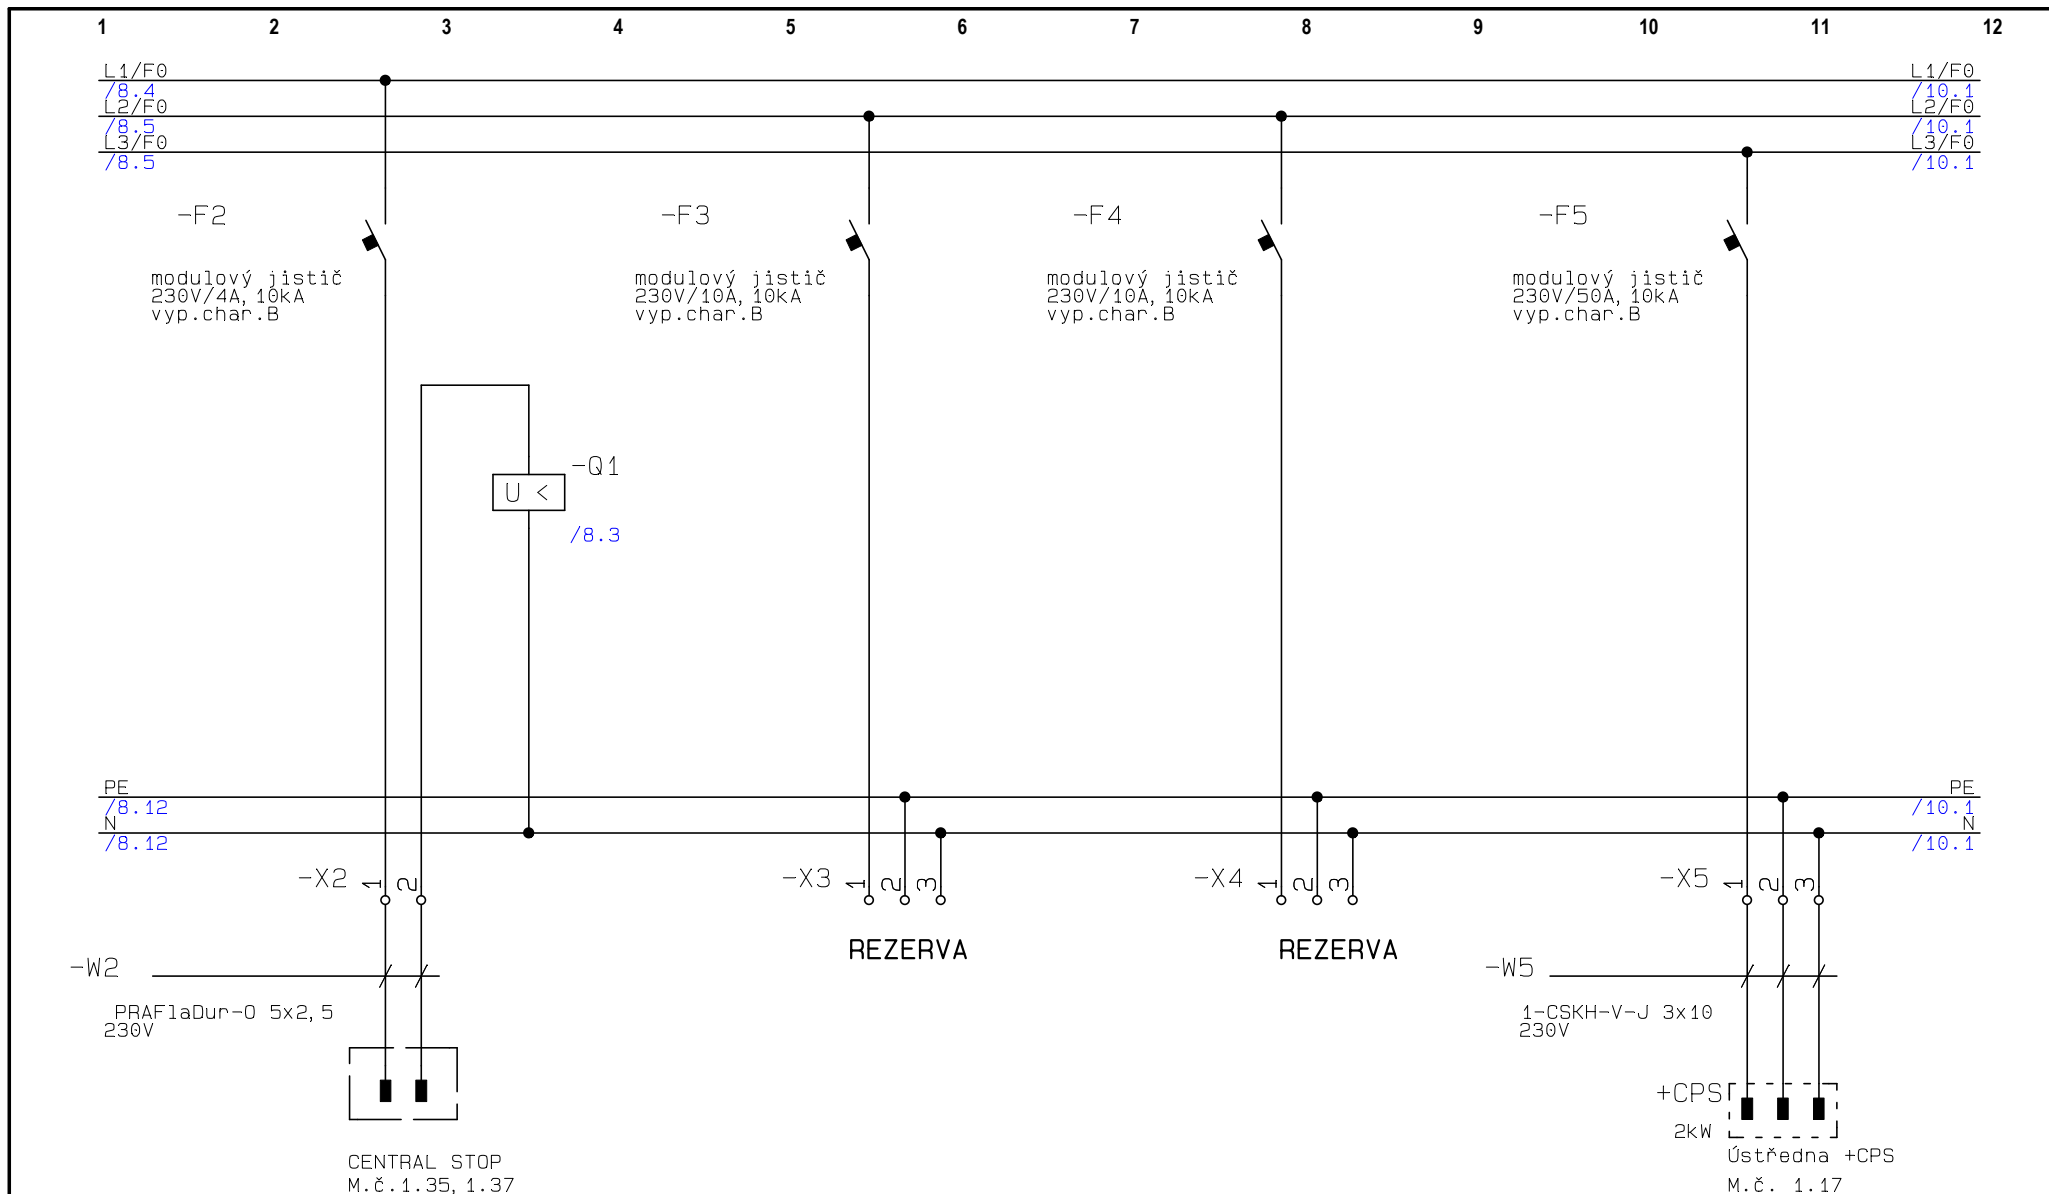 1 2 3 4 5 6 7 8 9 10 11 12
L1/F0 L1/F0
/8.4 /10.1
L2/F0 L2/F0
/8.5 /10.1
L3/F0 L3/F0
/8.5 /10.1
-F2 -F3 -F4 -F5
modulový jistič modulový jistič modulový jistič modulový jistič
230V/4A, 10kA 230V/10A, 10kA 230V/10A, 10kA 230V/50A, 10kA
vyp.char.B vyp.char.B vyp.char.B vyp.char.B
-Q1
U <
/8.3
PE PE
/8.12 /10.1
N N
/8.12 /10.1
-X2 1 2 -X3 1 2 3 -X4 1 2 3 -X5 1 2 3
REZERVA REZERVA
-W2 -W5
PRAFlaDur-O 5x2,5 1-CSKH-V-J 3x10
230V 230V
+CPS
2kW
CENTRAL STOP Ústředna +CPS
M.č.1.35, 1.37 M.č. 1.17